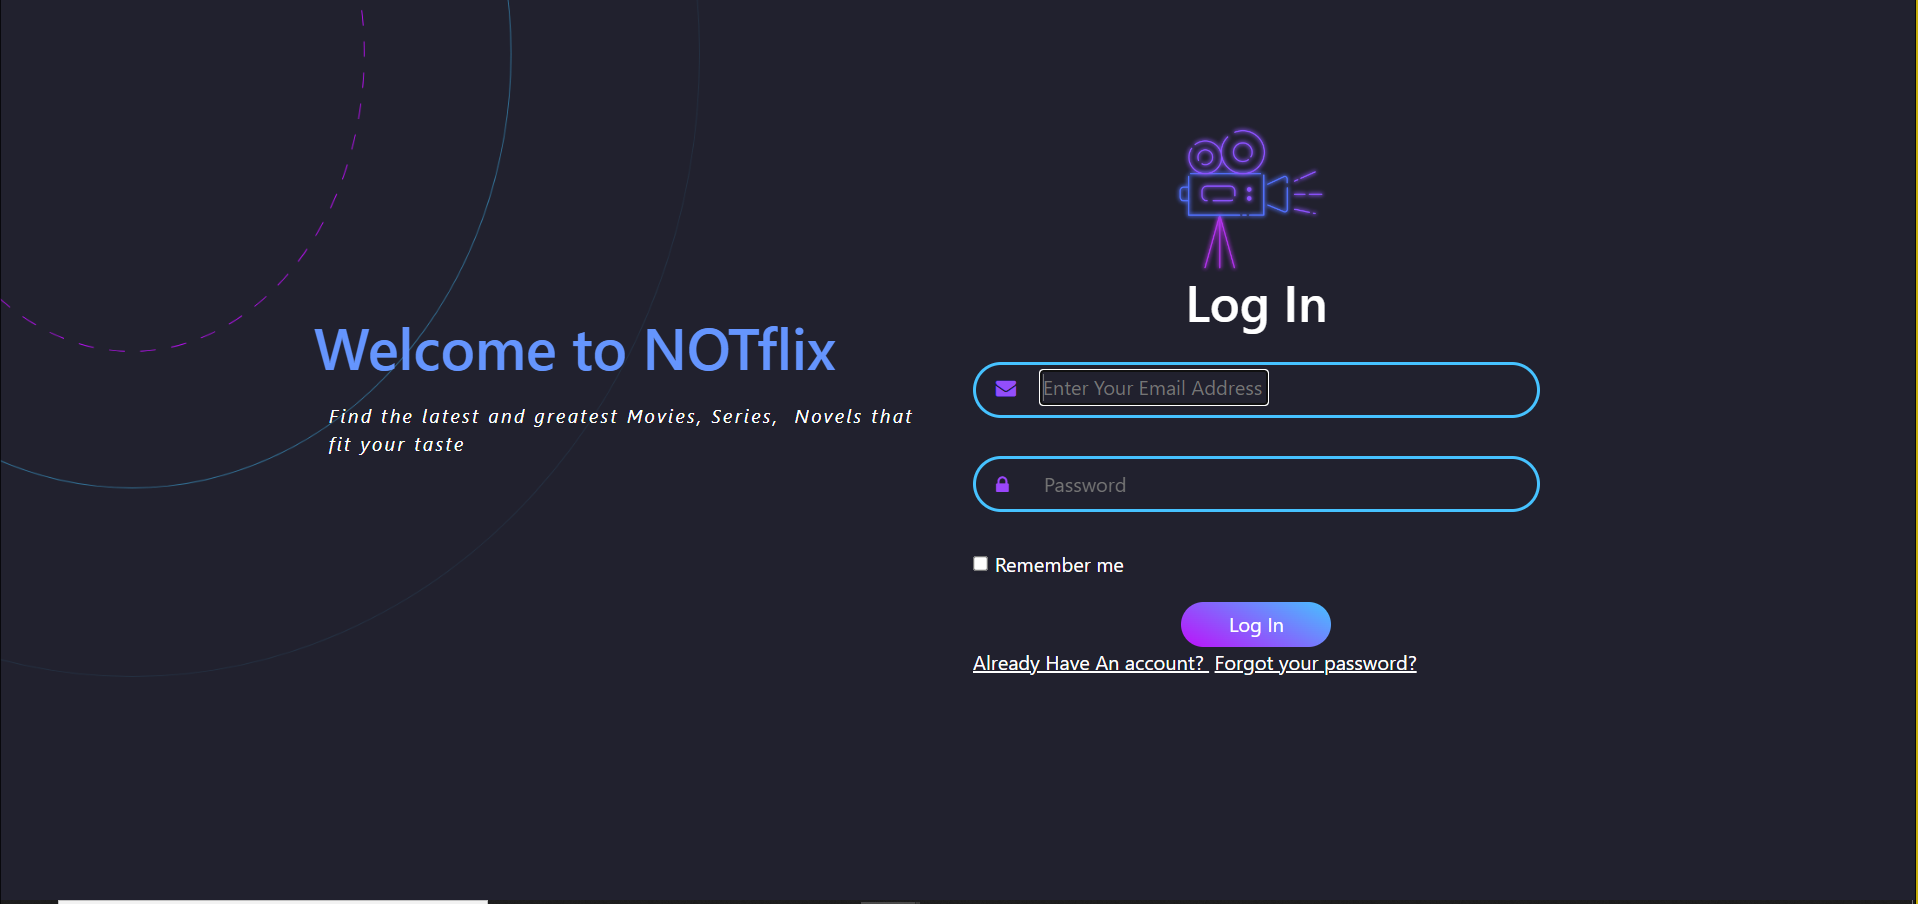 Welcome to NOTflix
Find the latest and greatest Movies, Series, Novels that
fit your taste
Log In
Enter Your Email Address
Password
Remember me
Log In
Already Have An account? Forgot your password?